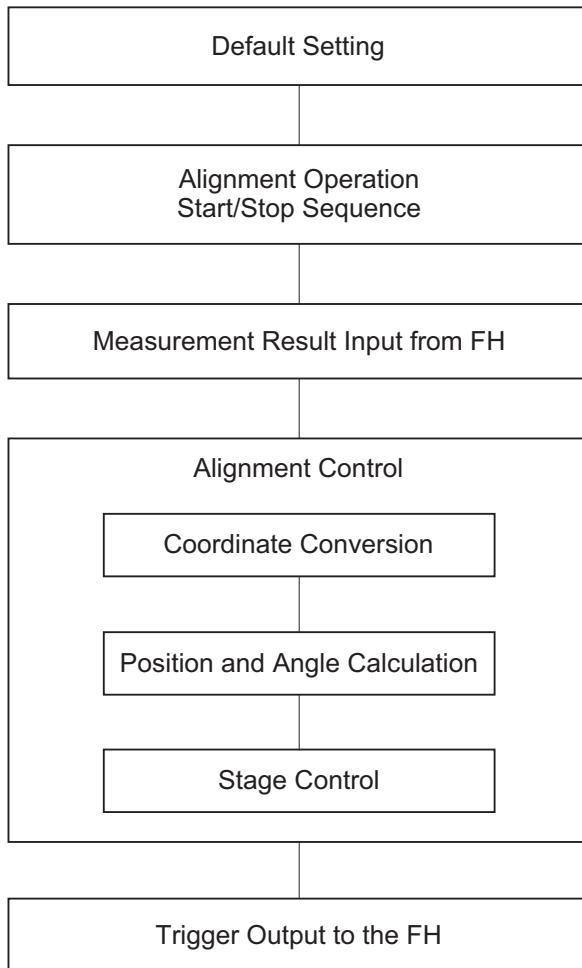 Default Setting
Alignment Operation
Start/Stop Sequence
Measurement Result Input from FH
Alignment Control
Coordinate Conversion
Position and Angle Calculation
Stage Control
Trigger Output to the FH